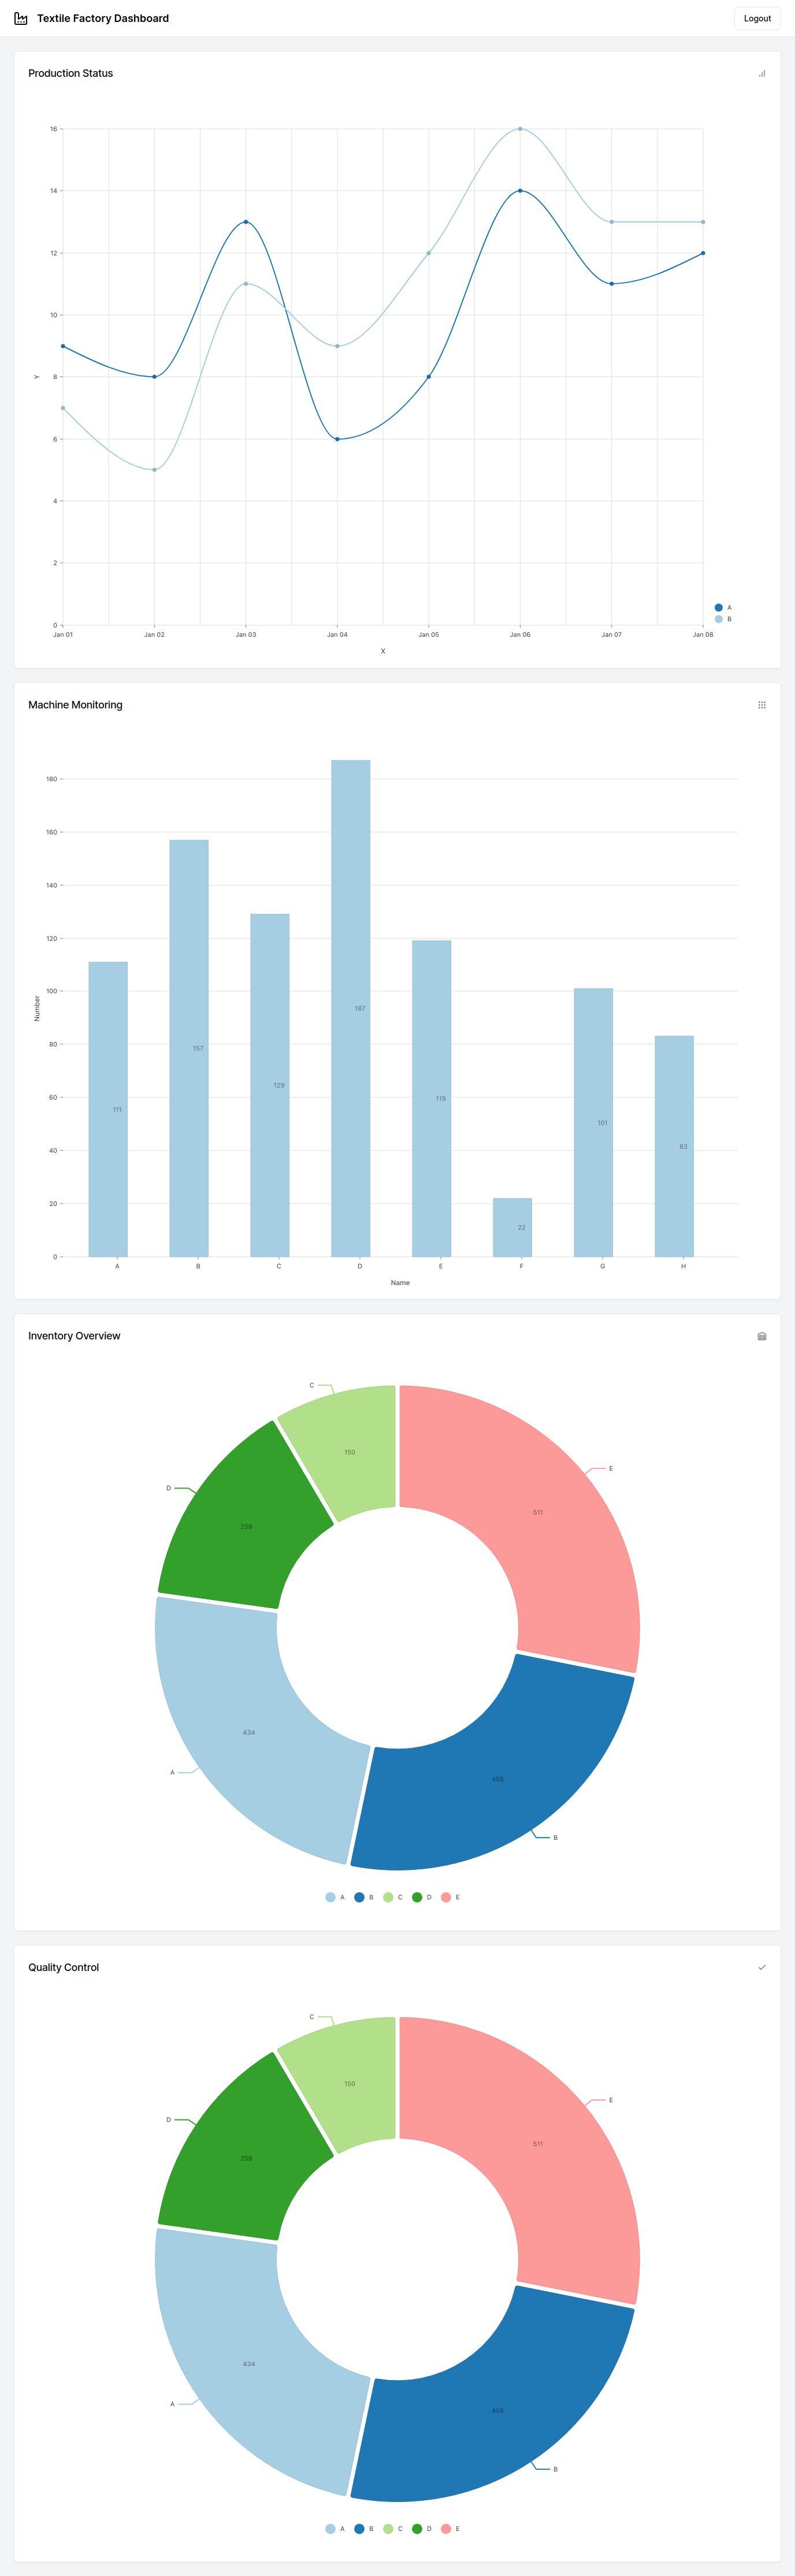 Textile Factory Dashboard
Logout
Production Status
16
14
12
10
8
Y
6
4
2
0
A
B
Jan 01 Jan 02 Jan 03 Jan 04 Jan 05 Jan 06 Jan 07 Jan 08
X
Machine Monitoring
180
160
140
120
100
Number
80
60
40
20
0
111
157
129
187
119
22
101
83
A B C D E F G H
Name
Inventory Overview
C
E
D
150
511
258
434
456
A
B
A B C D E
Quality Control
C
E
D
150
511
258
434
456
A
B
A B C D E